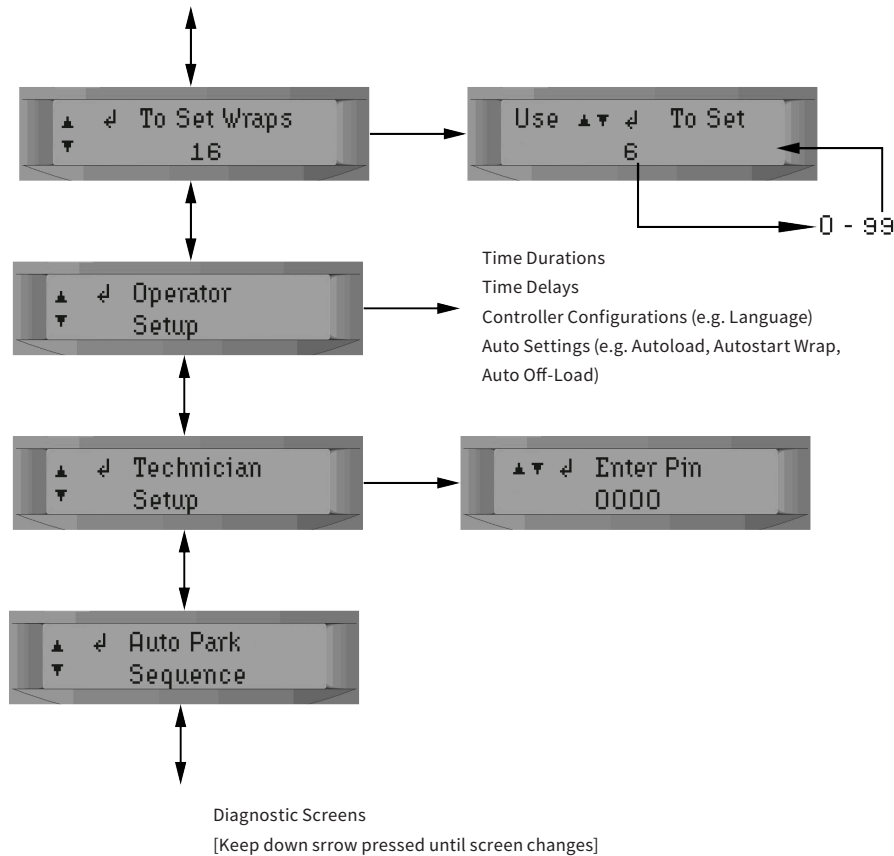 ▲ ↲ To Set Wraps
▼ 16
Use ▲▼ ↲ To Set
6
0 - 99
▲ ↲ Operator
▼ Setup
Time Durations
Time Delays
Controller Configurations (e.g. Language)
Auto Settings (e.g. Autoload, Autostart Wrap,
Auto Off-Load)
▲ ↲ Technician
▼ Setup
▲▼ ↲ Enter Pin
0000
▲ ↲ Auto Park
▼ Sequence
Diagnostic Screens
[Keep down srrow pressed until screen changes]